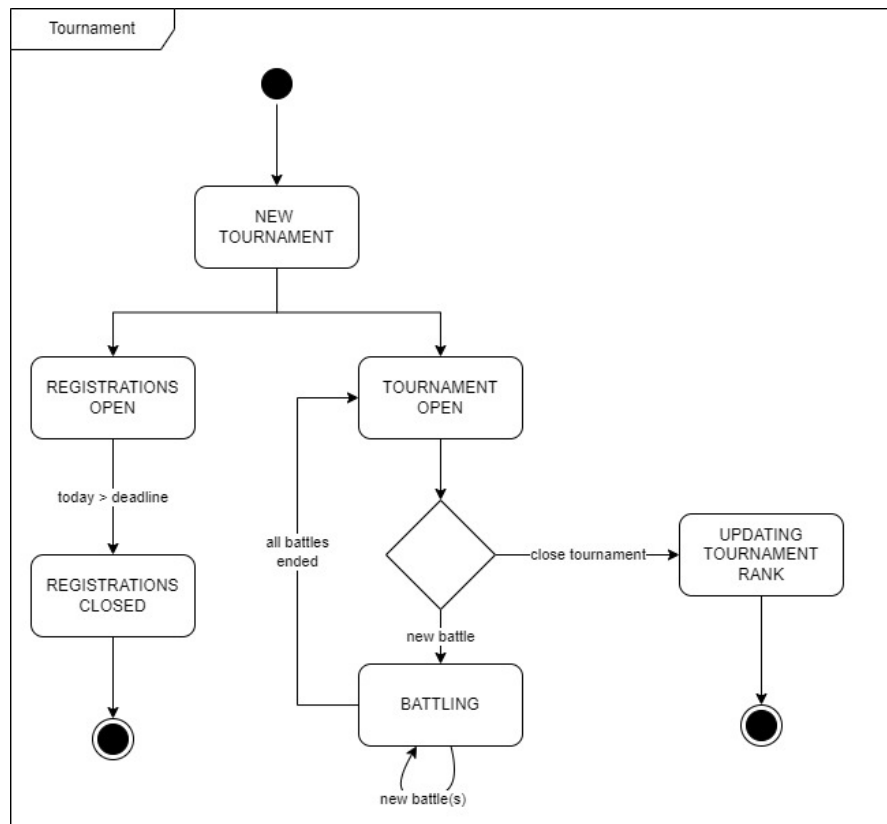 Tournament
NEW
TOURNAMENT
REGISTRATIONS
OPEN
TOURNAMENT
OPEN
today > deadline
all battles
ended
close tournament
UPDATING
TOURNAMENT
RANK
REGISTRATIONS
CLOSED
new battle
BATTLING
new battle(s)